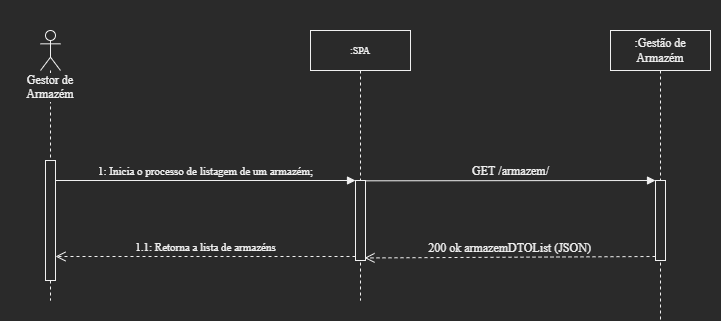 :SPA
:Gestão de
Armazém
Gestor de
Armazém
1: Inicia o processo de listagem de um armazém;
GET /armazem/
1.1: Retorna a lista de armazéns
200 ok armazemDTOList (JSON)